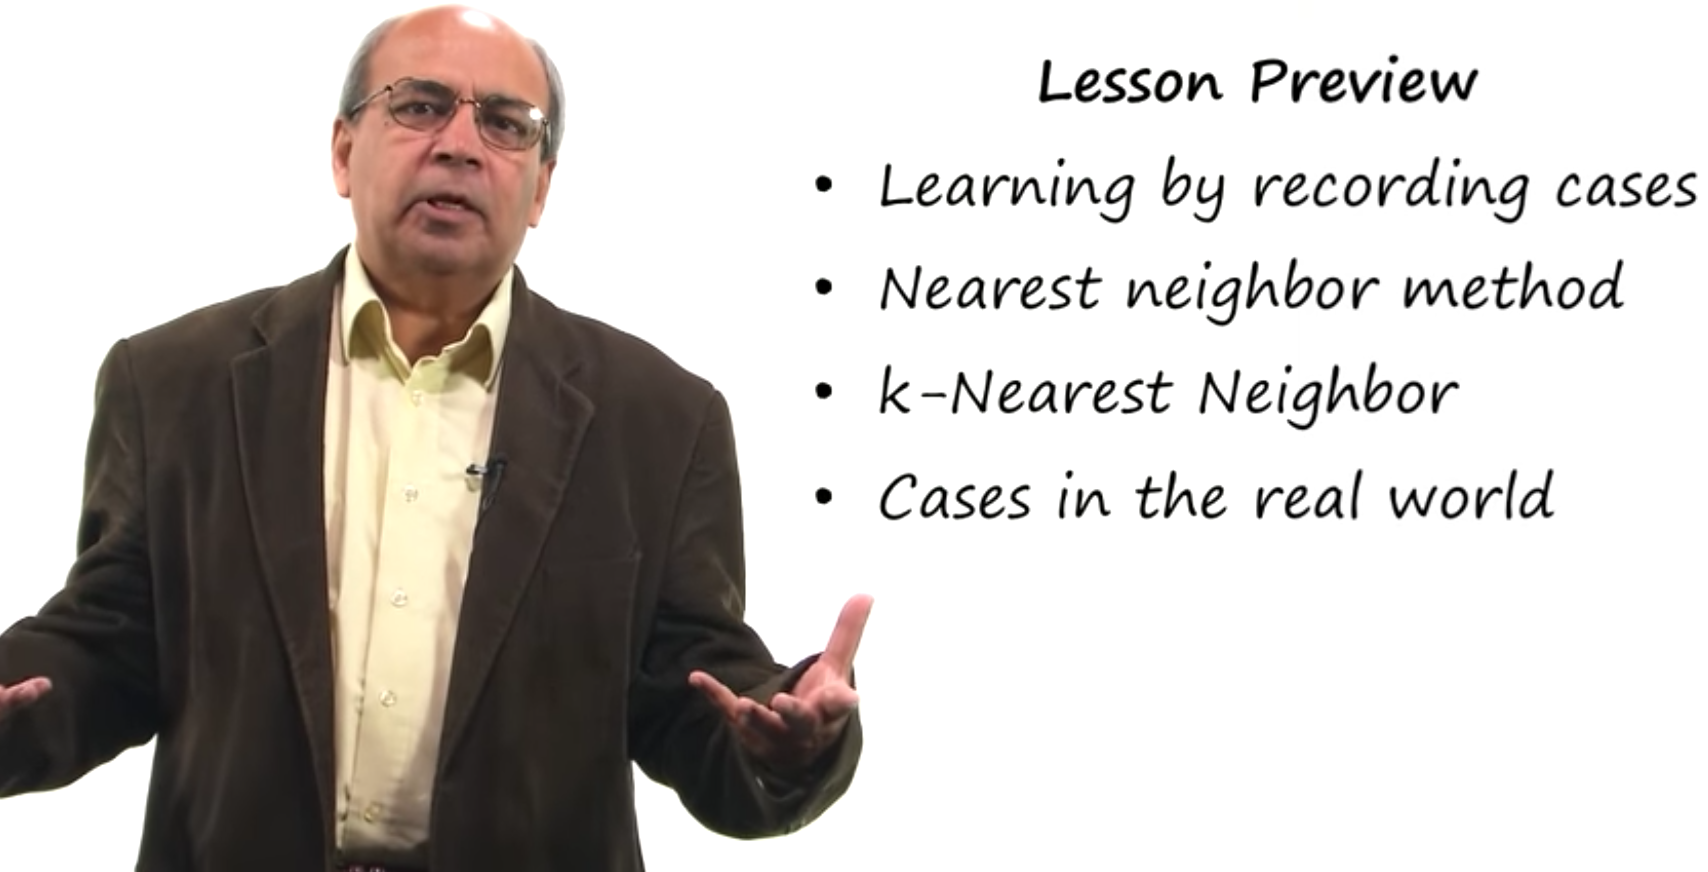 Lesson Preview
• Learning by recording cases
• Nearest neighbor method
• k-Nearest Neighbor
• Cases in the real world